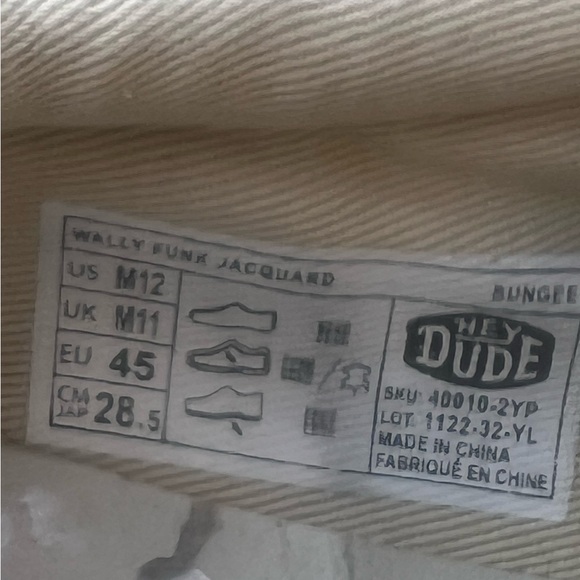 WALLY FUNK JACQUARD BUNGEE
US M12
UK M11
EU 45
CM
JAP 28.5
HEY
DUDE
SKU: 40010-2YP
LOT: 1122-32-YL
MADE IN CHINA
FABRIQUÉ EN CHINE